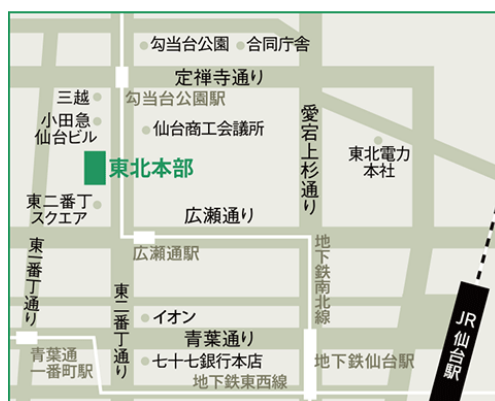 勾当台公園
合同庁舎
定禅寺通り
三越
勾当台公園駅
小田急
仙台ビル
仙台商工会議所
愛宕上杉通り
東北電力
本社
東北本部
東二番丁
スクエア
広瀬通り
広瀬通駅
東一番丁通り
東二番丁通り
地下鉄南北線
イオン
青葉通り
JR仙台駅
青葉通
一番町駅
七十七銀行本店
地下鉄仙台駅
地下鉄東西線